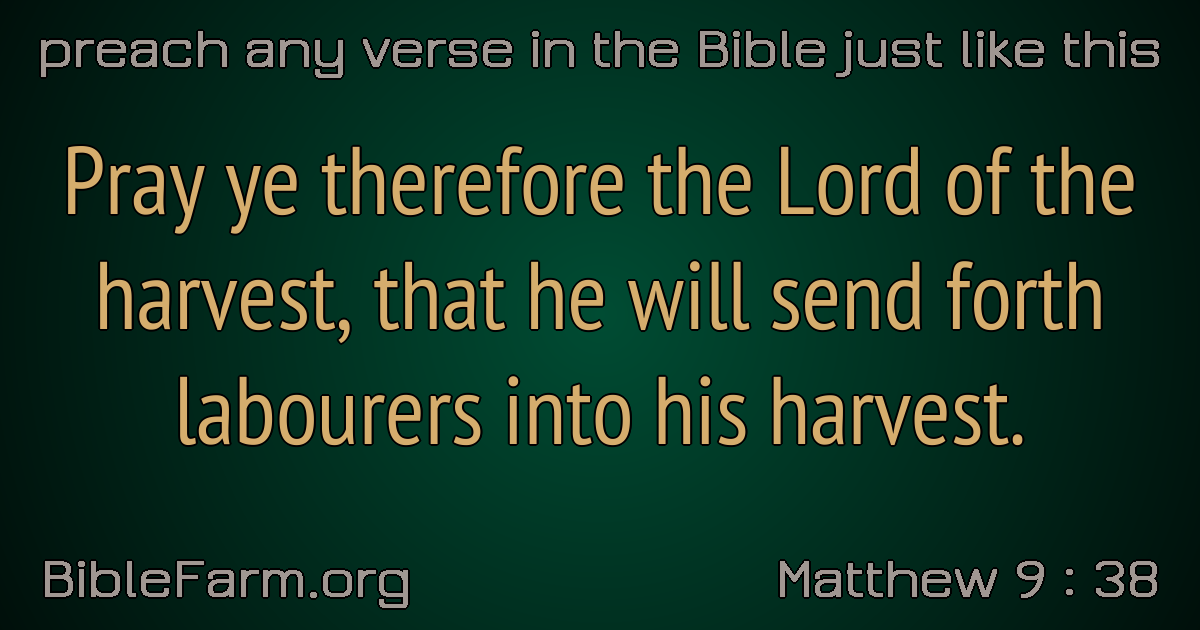 preach any verse in the Bible just like this
Pray ye therefore the Lord of the
harvest, that he will send forth
labourers into his harvest.
BibleFarm.org
Matthew 9 : 38